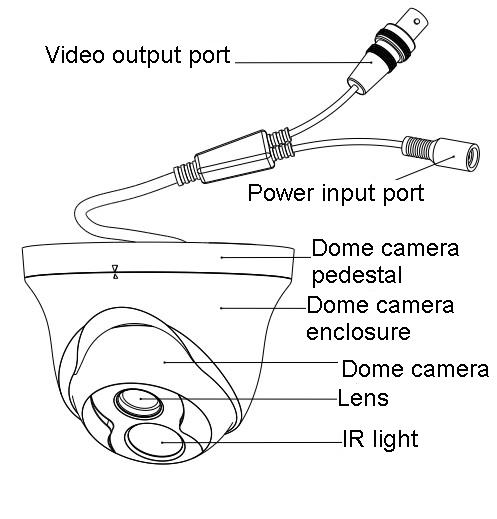 Video output port
Power input port
Dome camera
pedestal
Dome camera
enclosure
Dome camera
Lens
IR light